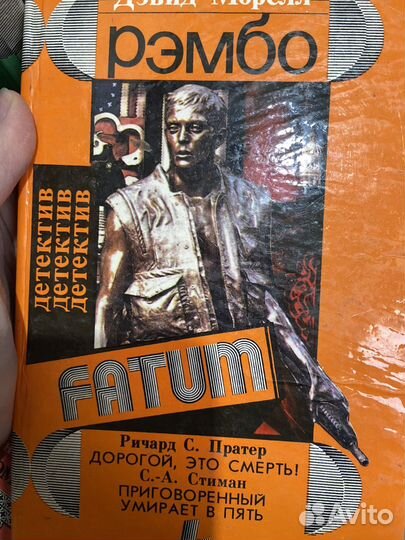 Дэвид Морелл
РЭМБО
детектив
детектив
детектив
FATUM
Ричард С. Пратер
ДОРОГОЙ, ЭТО СМЕРТЬ!
С.-А. Стиман
ПРИГОВОРЕННЫЙ
УМИРАЕТ В ПЯТЬ
Avito